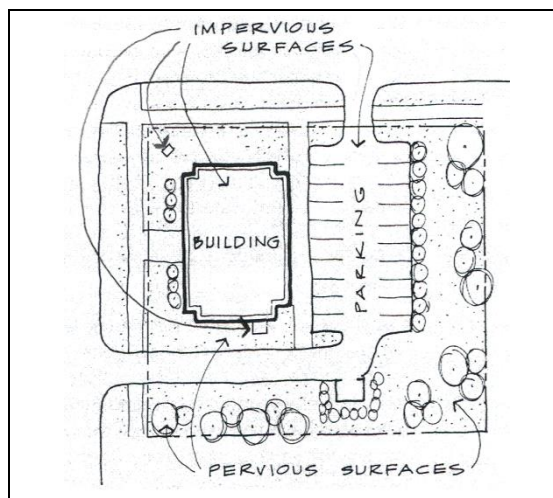 IMPERVIOUS
SURFACES
BUILDING
PARKING
PERVIOUS SURFACES